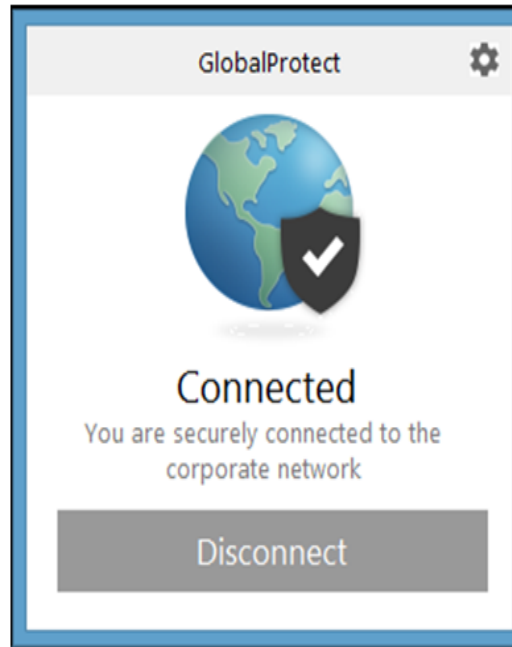 GlobalProtect
Connected
You are securely connected to the
corporate network
Disconnect